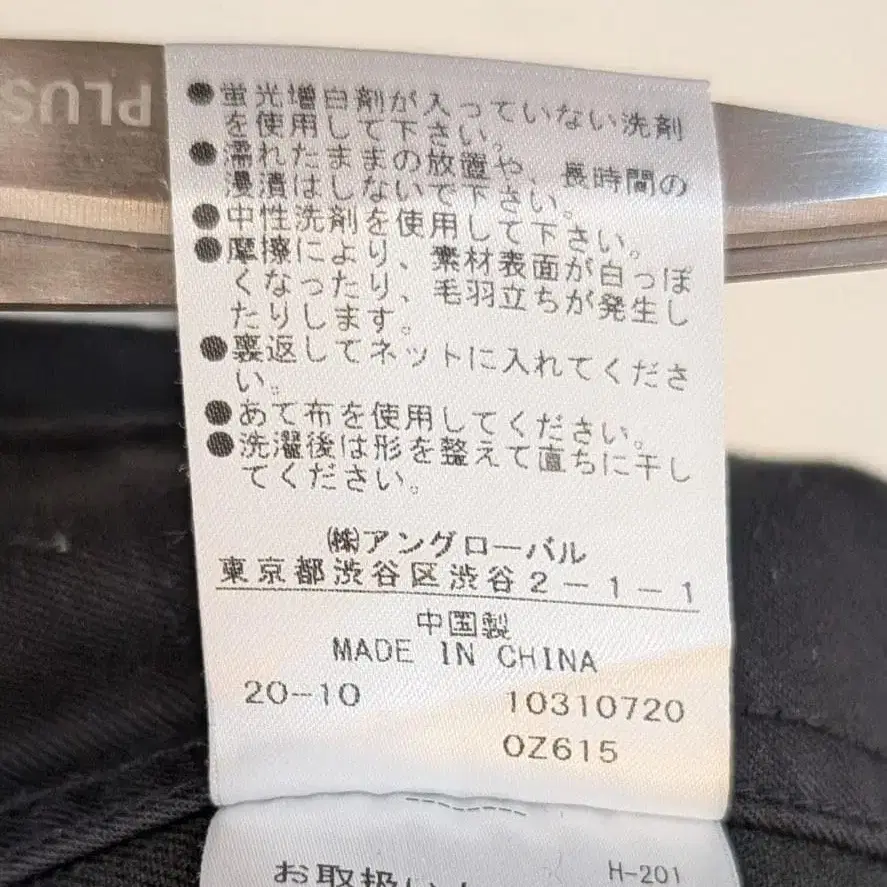 PLUS
●蛍光増白剤が入っていない洗剤
を使用して下さい。
●濡れたままの放置や、長時間の
浸漬はしないで下さい。
●中性洗剤を使用して下さい。
●摩擦により、素材表面が白っぽ
くなったり、毛羽立ちが発生し
たりします。
●裏返してネットに入れてくださ
い。
●あて布を使用してください。
●洗濯後は形を整えて直ちに干し
てください。
㈱アングローバル
東京都渋谷区渋谷2-1-1
中国製
MADE IN CHINA
20-10 10310720
0Z615
お取扱い
H-201